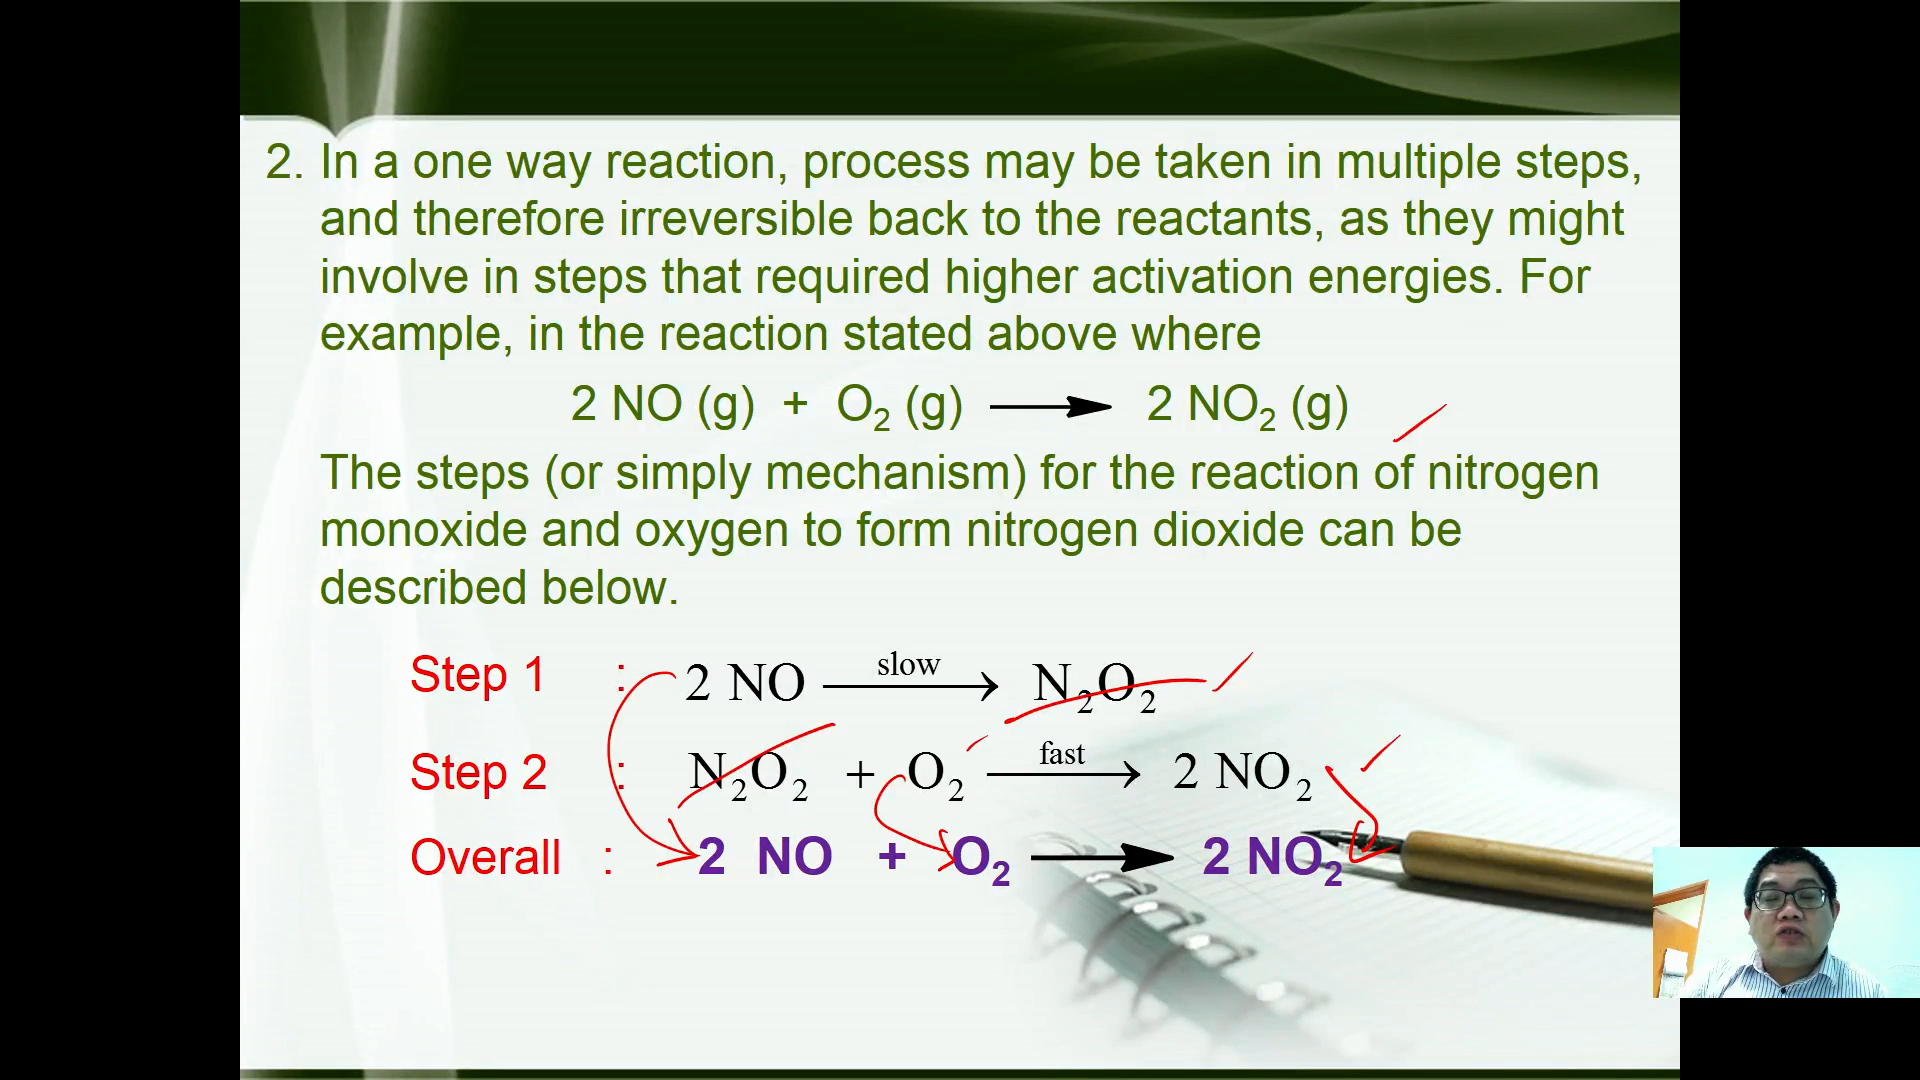 2. In a one way reaction, process may be taken in multiple steps,
and therefore irreversible back to the reactants, as they might
involve in steps that required higher activation energies. For
example, in the reaction stated above where
2 NO (g) + O₂ (g) ⟶ 2 NO₂ (g)
The steps (or simply mechanism) for the reaction of nitrogen
monoxide and oxygen to form nitrogen dioxide can be
described below.
Step 1 : 2 NO slow⟶ N₂O₂
Step 2 : N₂O₂ + O₂ fast⟶ 2 NO₂
Overall : 2 NO + O₂ ⟶ 2 NO₂